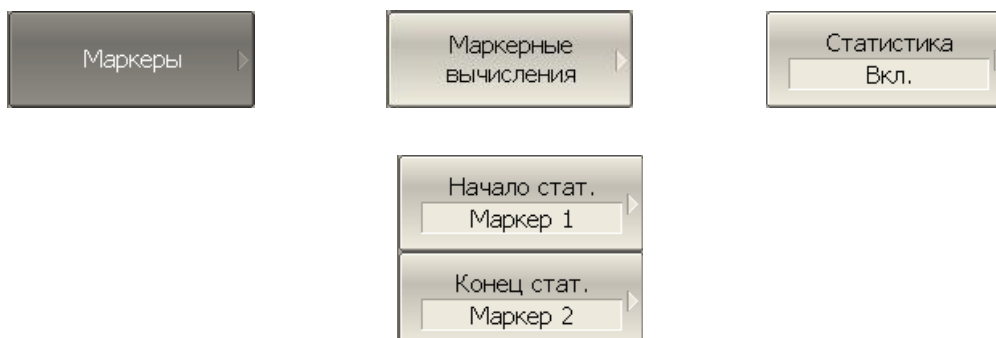 Маркеры
Маркерные
вычисления
Статистика
Вкл.
Начало стат.
Маркер 1
Конец стат.
Маркер 2